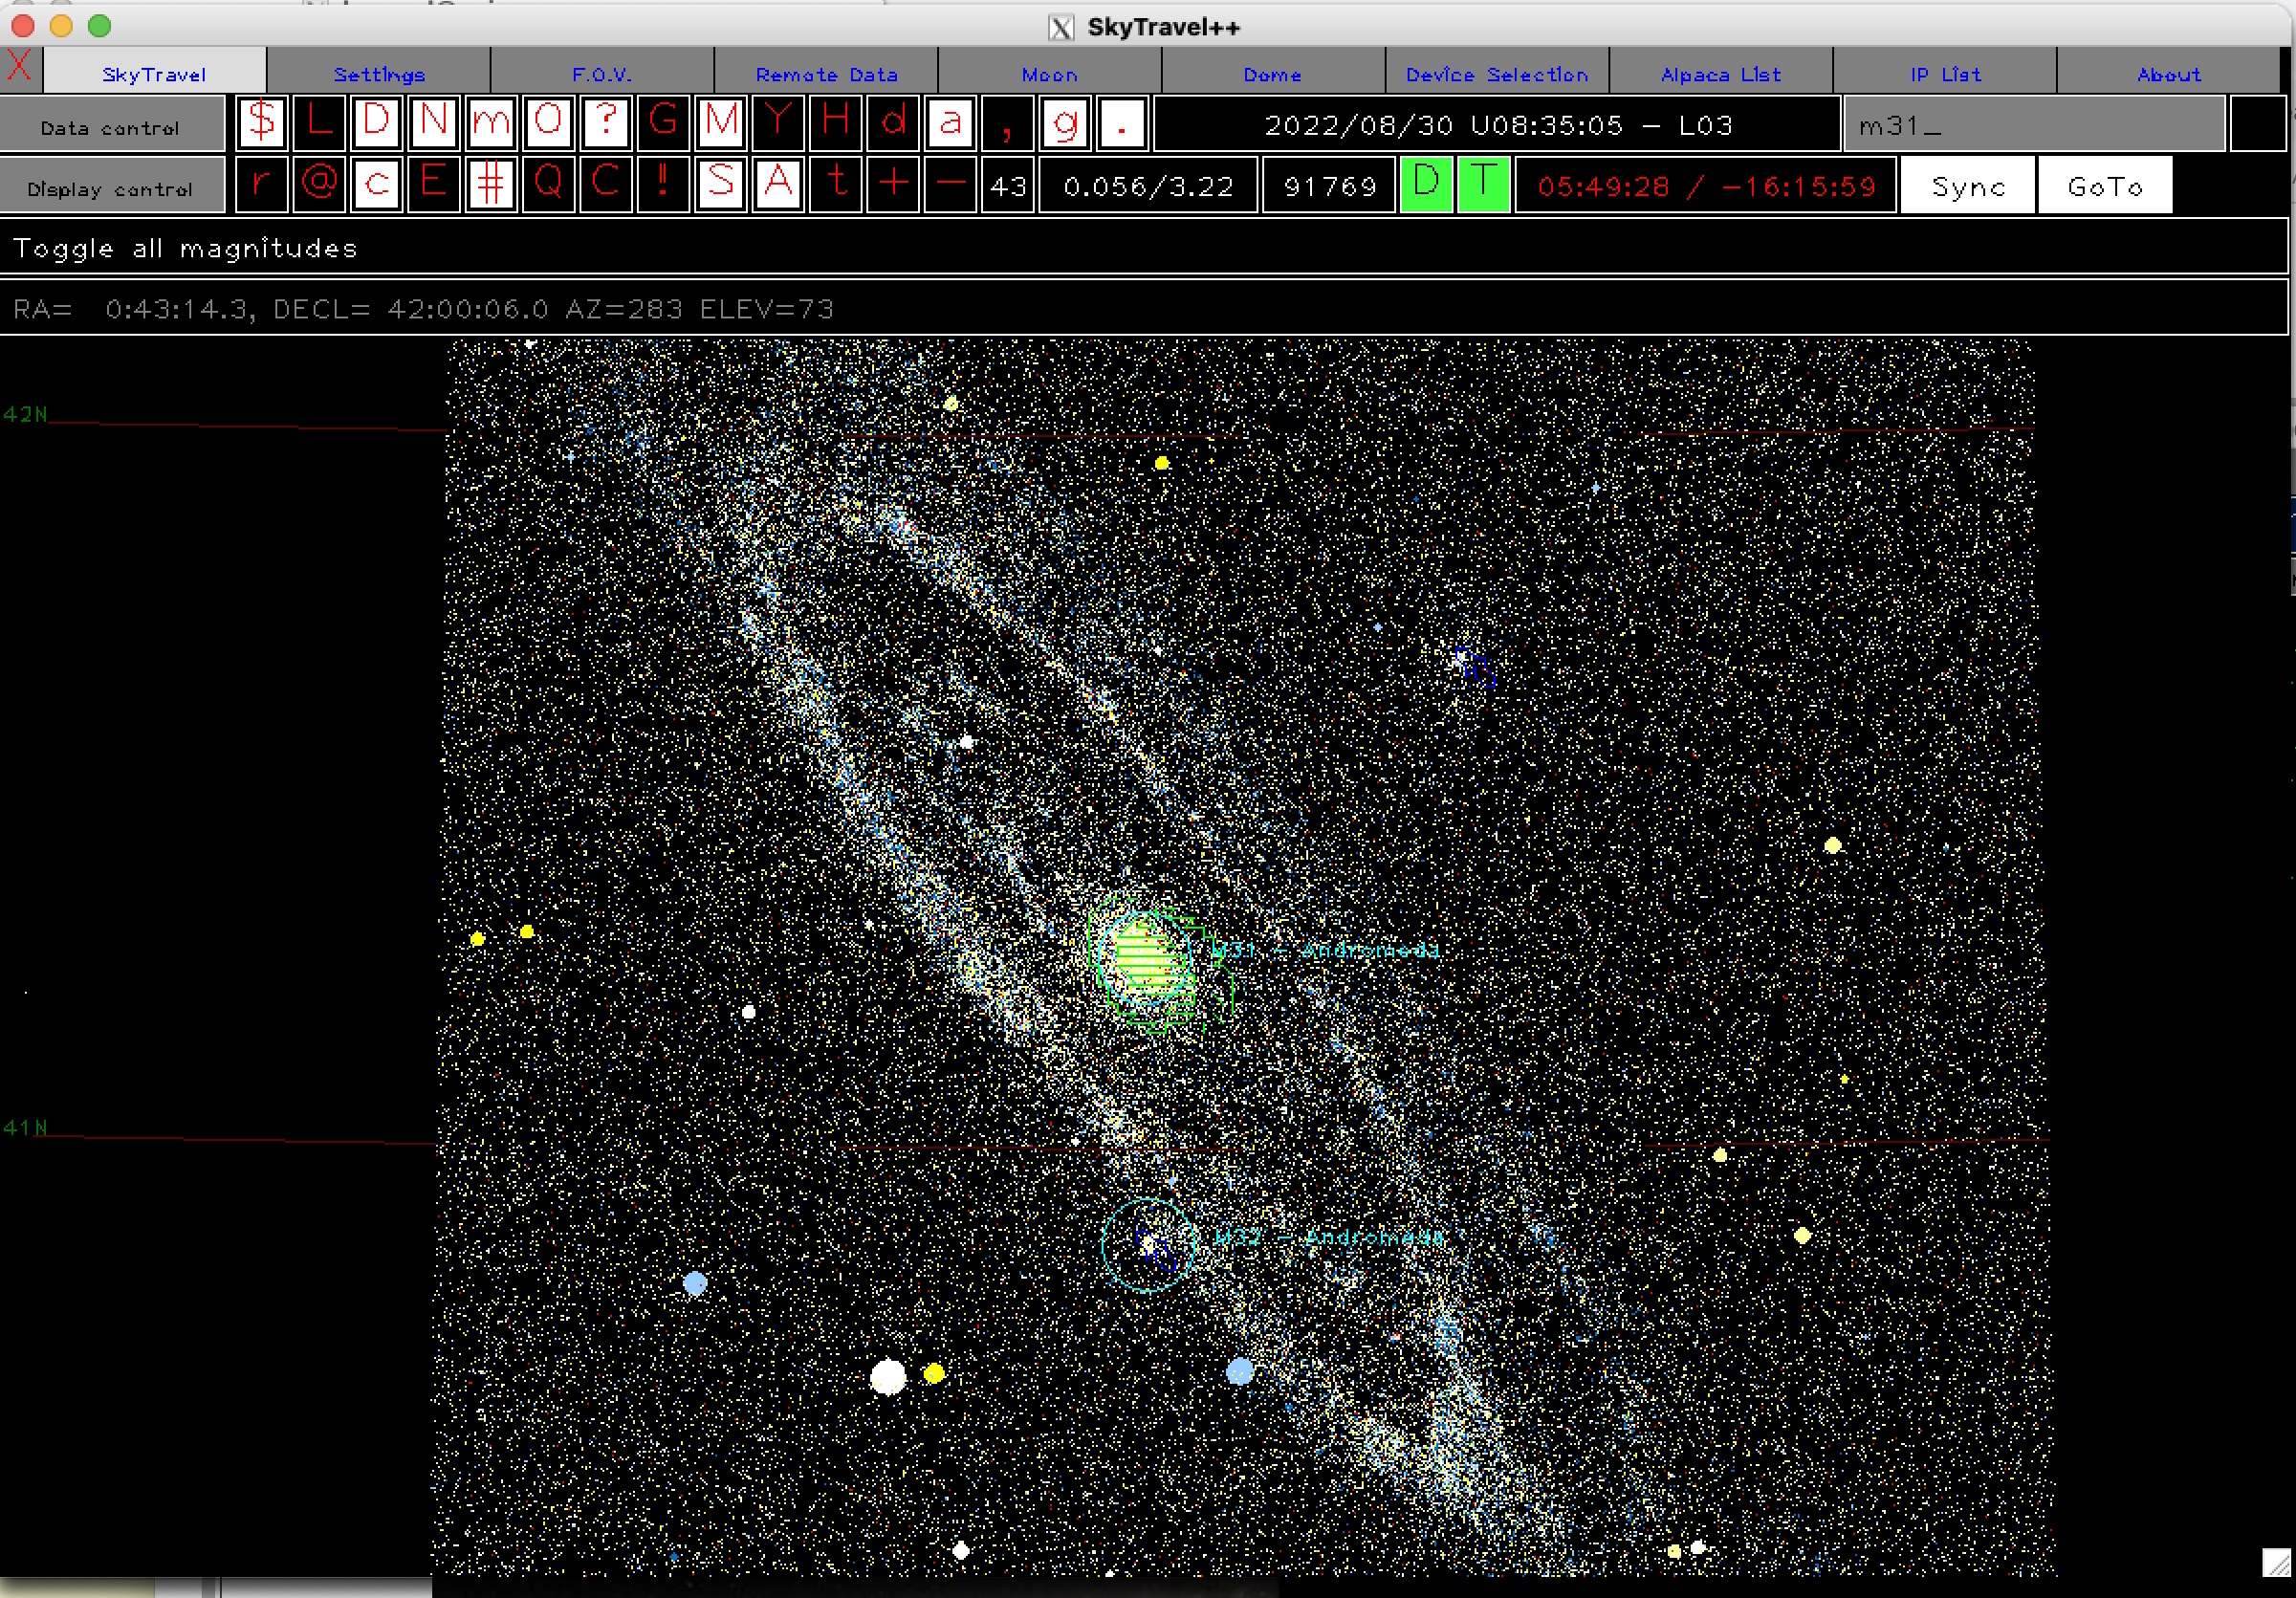 SkyTravel++
X SkyTravel Settings F.O.V. Remote Data Moon Dome Device Selection Alpaca List IP List About
Data control $ L D N m O ? G M Y H d a , g . 2022/08/30 U08:35:05 - L03 m31_
Display control r @ c E # Q C ! S A t + - 43 0.056/3.22 91769 D T 05:49:28 / -16:15:59 Sync GoTo
Toggle all magnitudes
RA= 0:43:14.3, DECL= 42:00:06.0 AZ=283 ELEV=73
42N
M31 - Andromeda
41N
M32 - Andromeda